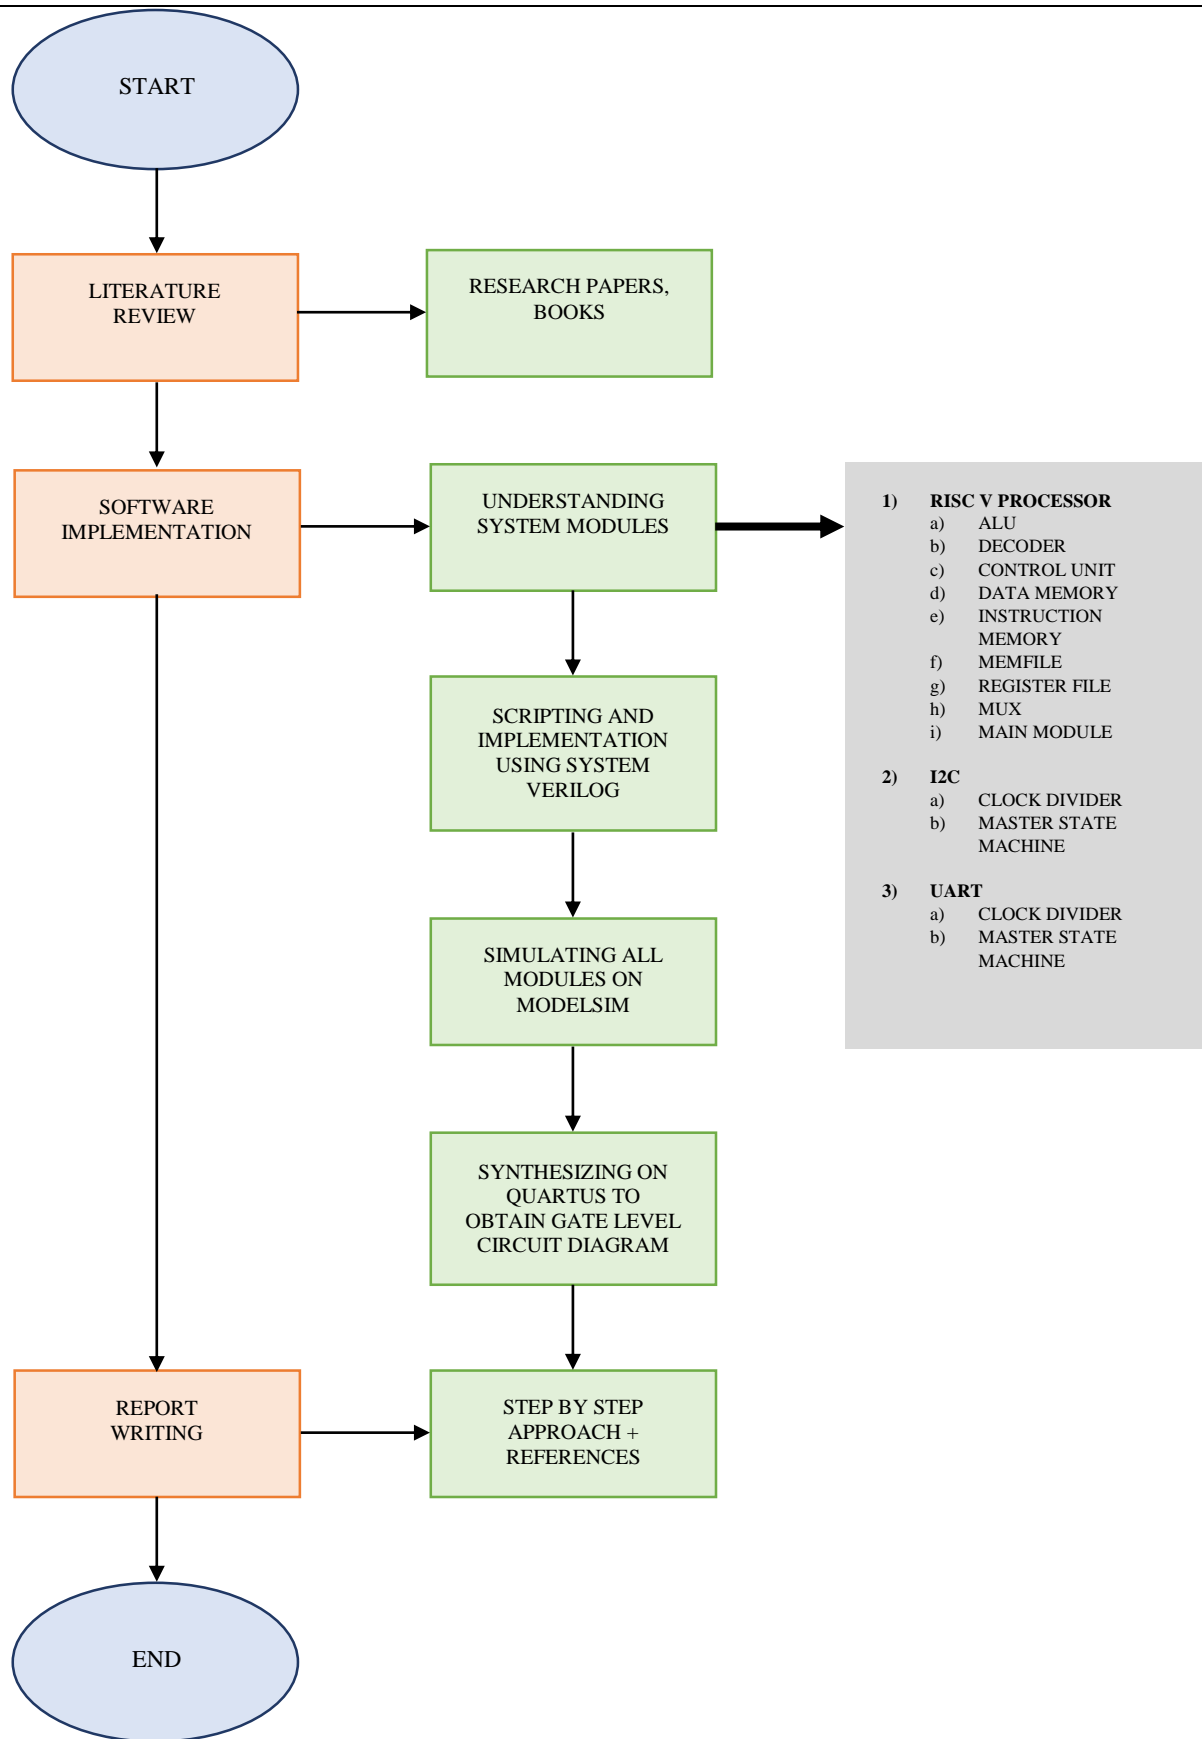 START
LITERATURE
REVIEW
RESEARCH PAPERS,
BOOKS
SOFTWARE
IMPLEMENTATION
UNDERSTANDING
SYSTEM MODULES
1) RISC V PROCESSOR
a) ALU
b) DECODER
c) CONTROL UNIT
d) DATA MEMORY
e) INSTRUCTION
MEMORY
f) MEMFILE
g) REGISTER FILE
h) MUX
i) MAIN MODULE
2) I2C
a) CLOCK DIVIDER
b) MASTER STATE
MACHINE
3) UART
a) CLOCK DIVIDER
b) MASTER STATE
MACHINE
SCRIPTING AND
IMPLEMENTATION
USING SYSTEM
VERILOG
SIMULATING ALL
MODULES ON
MODELSIM
SYNTHESIZING ON
QUARTUS TO
OBTAIN GATE LEVEL
CIRCUIT DIAGRAM
REPORT
WRITING
STEP BY STEP
APPROACH +
REFERENCES
END